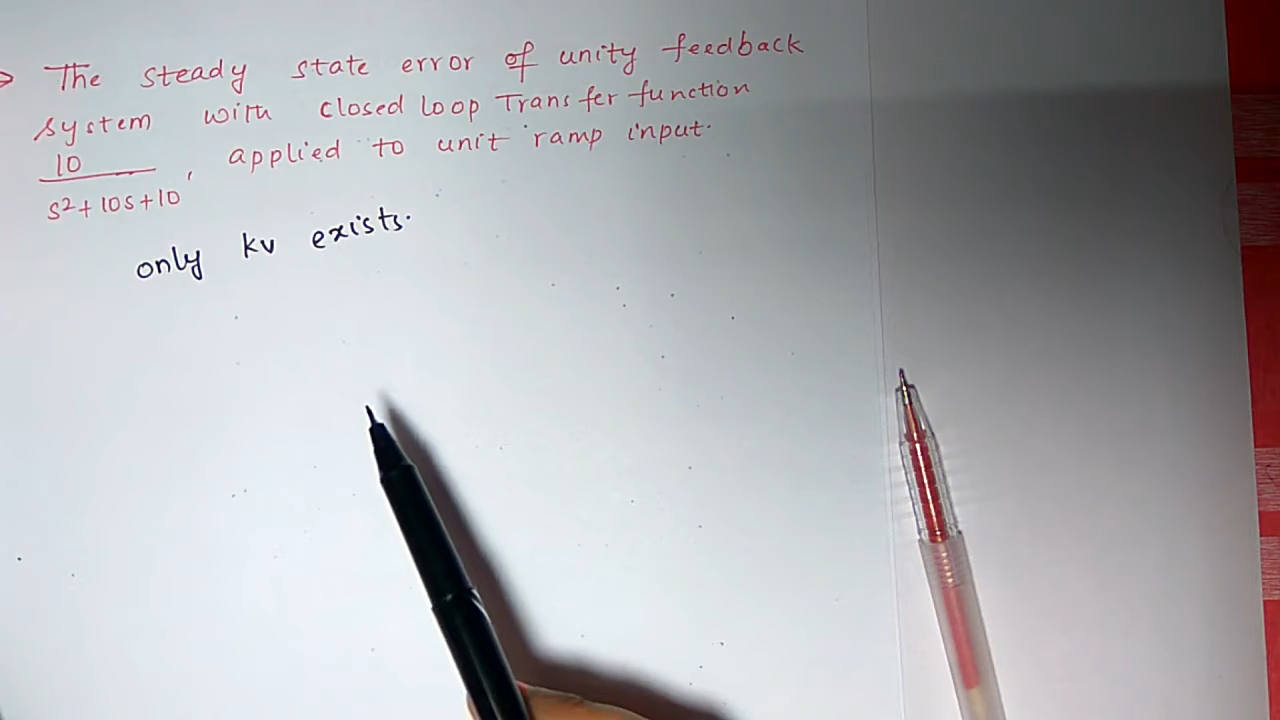 The steady state error of unity feedback
system with closed loop Transfer function
10
s²+10s+10, applied to unit ramp input.
only kv exists.